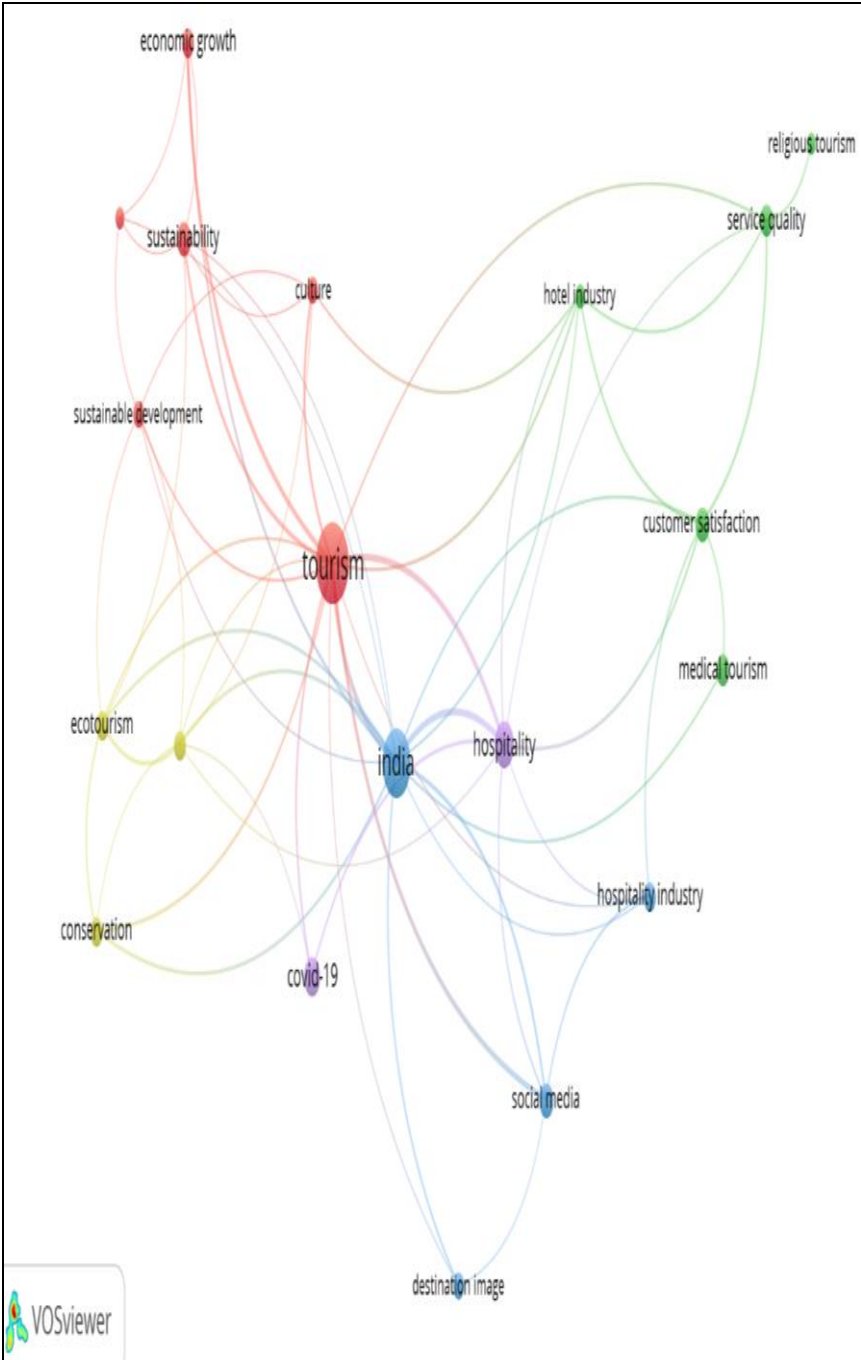 economic growth
religious tourism
service quality
sustainability
culture
hotel industry
sustainable development
customer satisfaction
tourism
medical tourism
ecotourism
hospitality
india
hospitality industry
conservation
covid-19
social media
destination image
VOSviewer